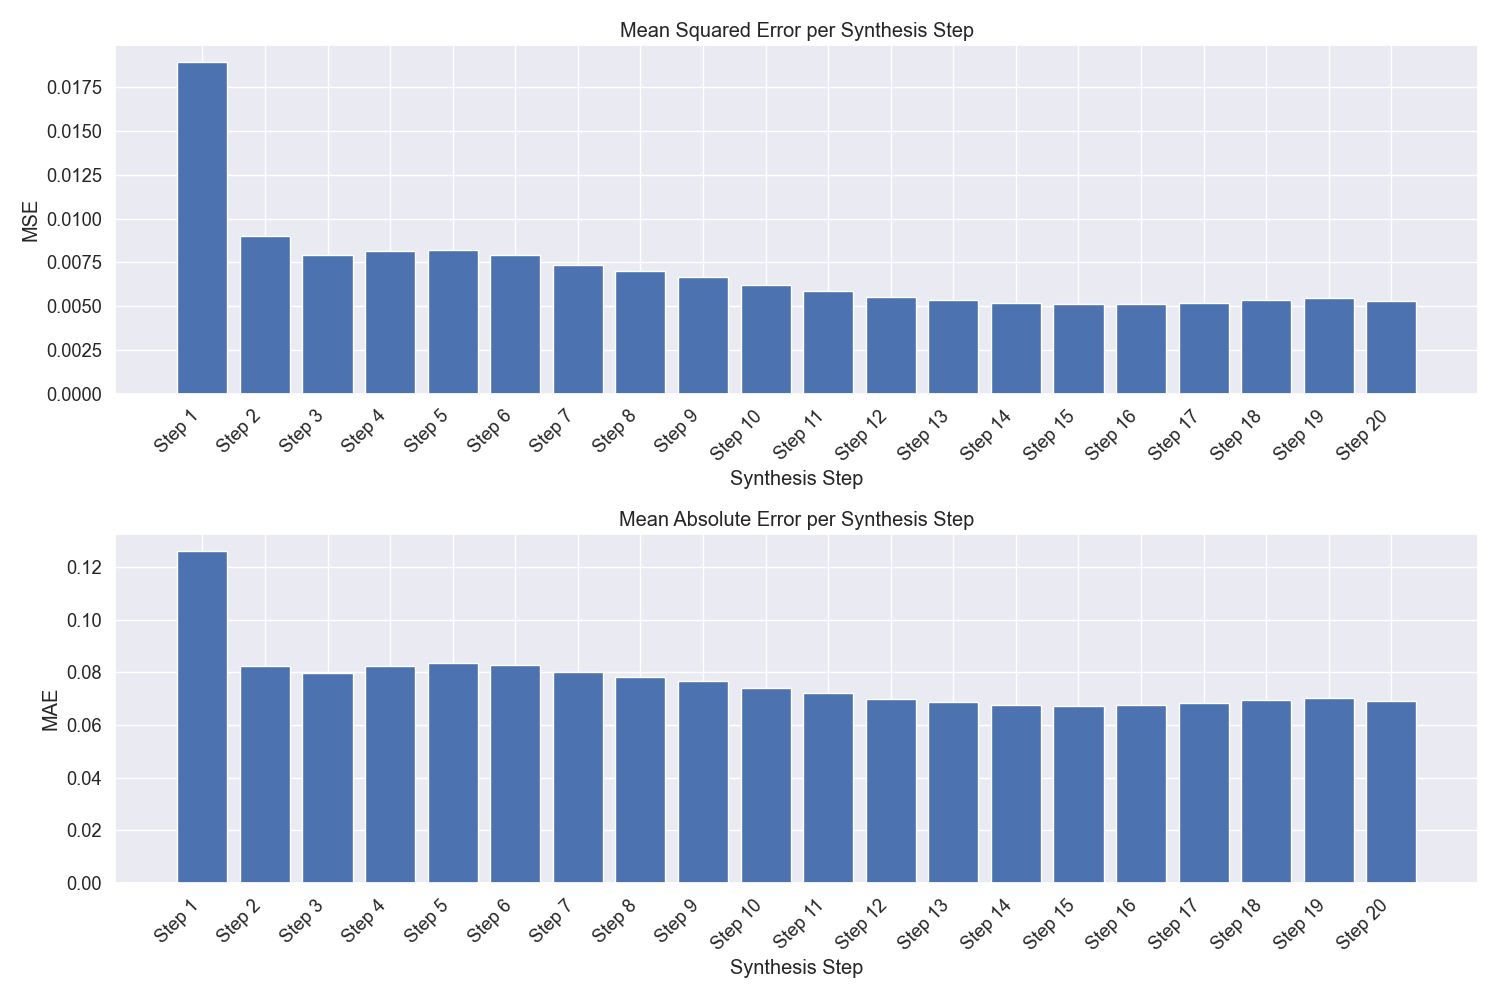 Mean Squared Error per Synthesis Step
0.0175
0.0150
0.0125
0.0100
0.0075
0.0050
0.0025
0.0000
MSE
Step 1 Step 2 Step 3 Step 4 Step 5 Step 6 Step 7 Step 8 Step 9 Step 10 Step 11 Step 12 Step 13 Step 14 Step 15 Step 16 Step 17 Step 18 Step 19 Step 20
Synthesis Step
Mean Absolute Error per Synthesis Step
0.12
0.10
0.08
0.06
0.04
0.02
0.00
MAE
Step 1 Step 2 Step 3 Step 4 Step 5 Step 6 Step 7 Step 8 Step 9 Step 10 Step 11 Step 12 Step 13 Step 14 Step 15 Step 16 Step 17 Step 18 Step 19 Step 20
Synthesis Step